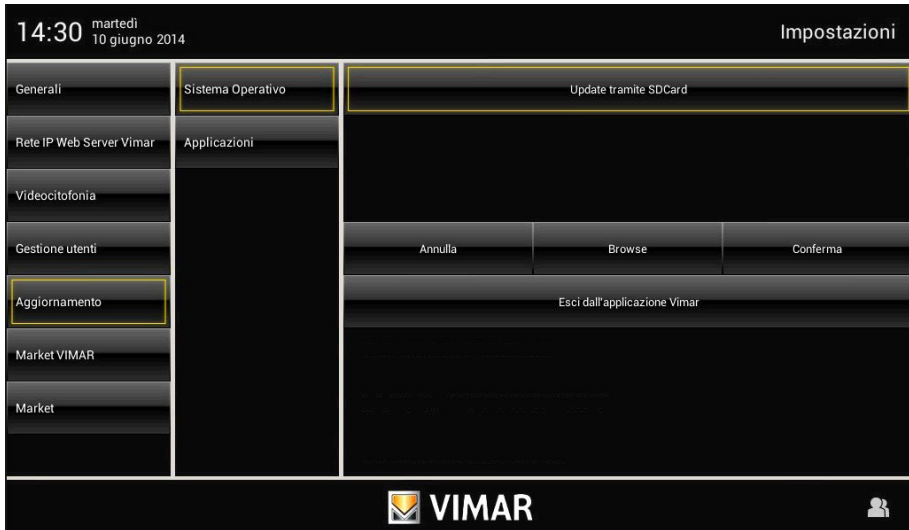 14:30
martedì
10 giugno 2014
Impostazioni
Generali
Rete IP Web Server Vimar
Videocitofonia
Gestione utenti
Aggiornamento
Market VIMAR
Market
Sistema Operativo
Applicazioni
Update tramite SDCard
Annulla
Browse
Conferma
Esci dall'applicazione Vimar
VIMAR